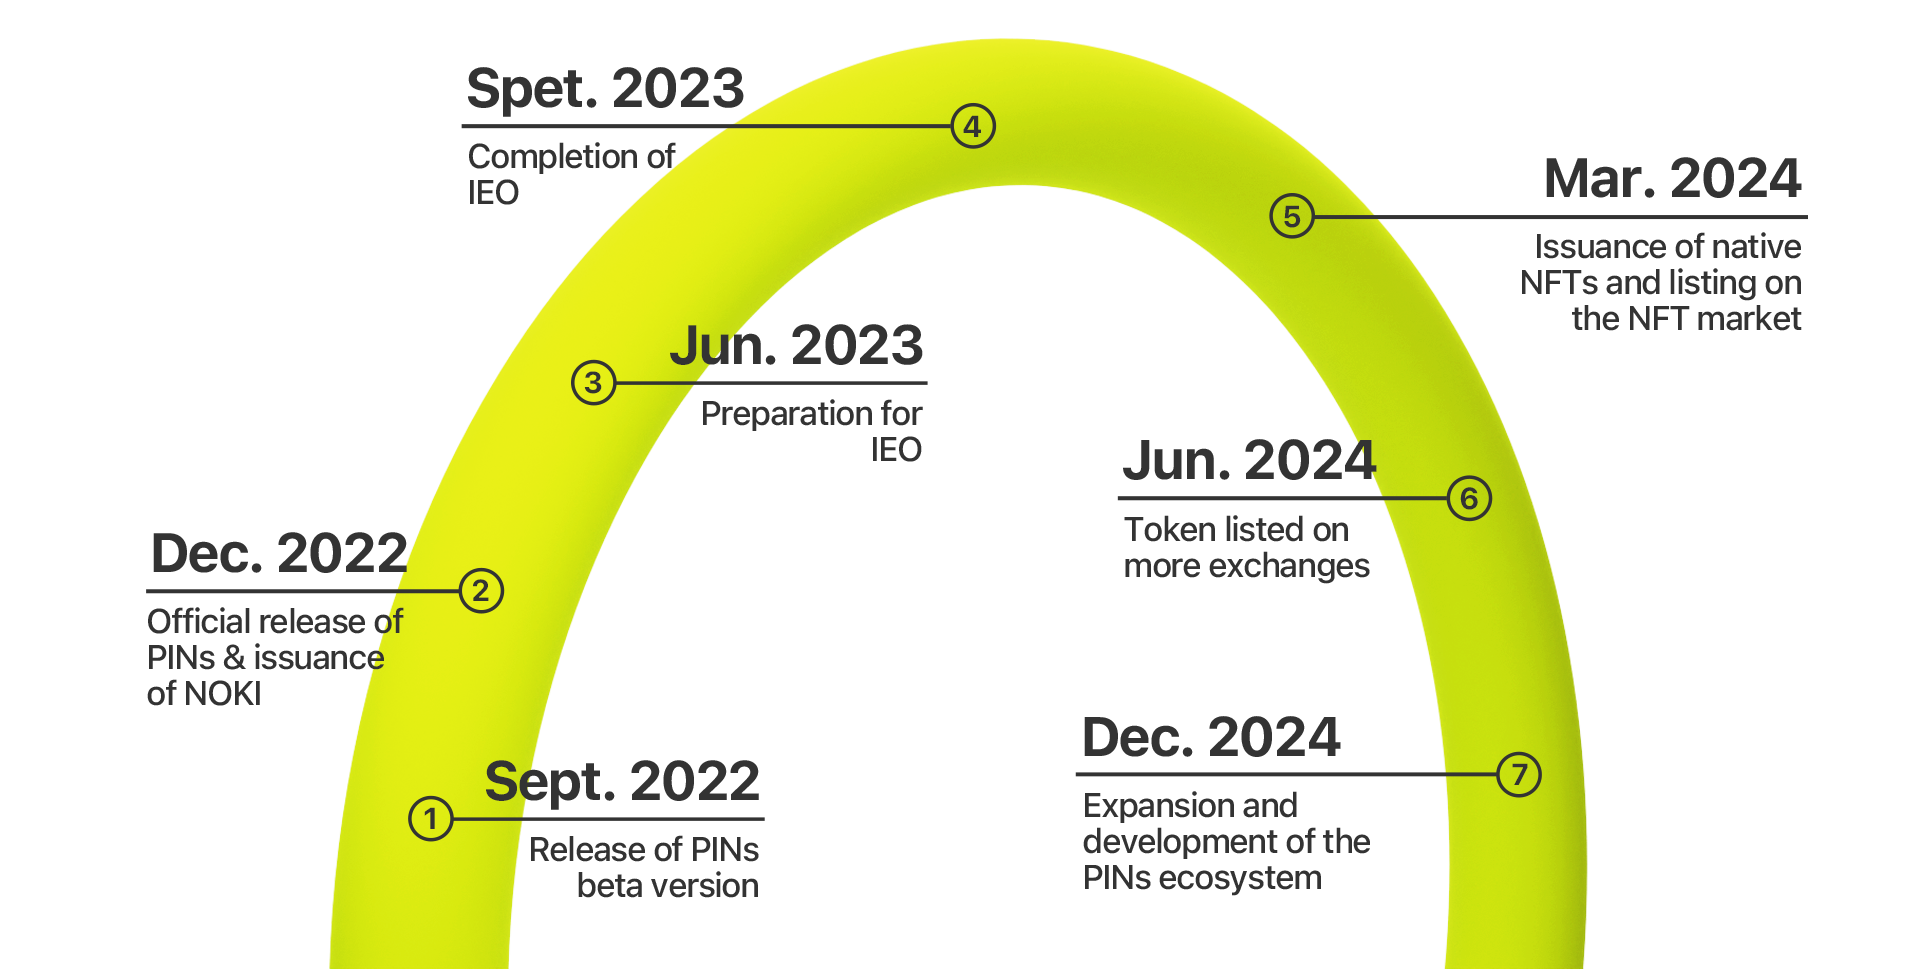 Spet. 2023
4
Completion of
IEO
Mar. 2024
5
Issuance of native
NFTs and listing on
the NFT market
Jun. 2023
3
Preparation for
IEO
Jun. 2024
6
Token listed on
more exchanges
Dec. 2022
2
Official release of
PINs & issuance
of NOKI
Dec. 2024
7
Expansion and
development of the
PINs ecosystem
Sept. 2022
1
Release of PINs
beta version